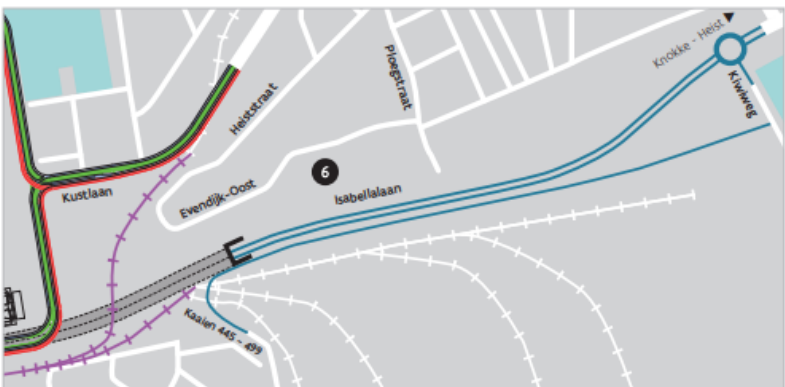 Knokke - Heist
Kiwiweg
Ploegstraat
Heiststraat
6
Kustlaan
Evendijk-Oost
Isabellalaan
Kaaien 445 - 499